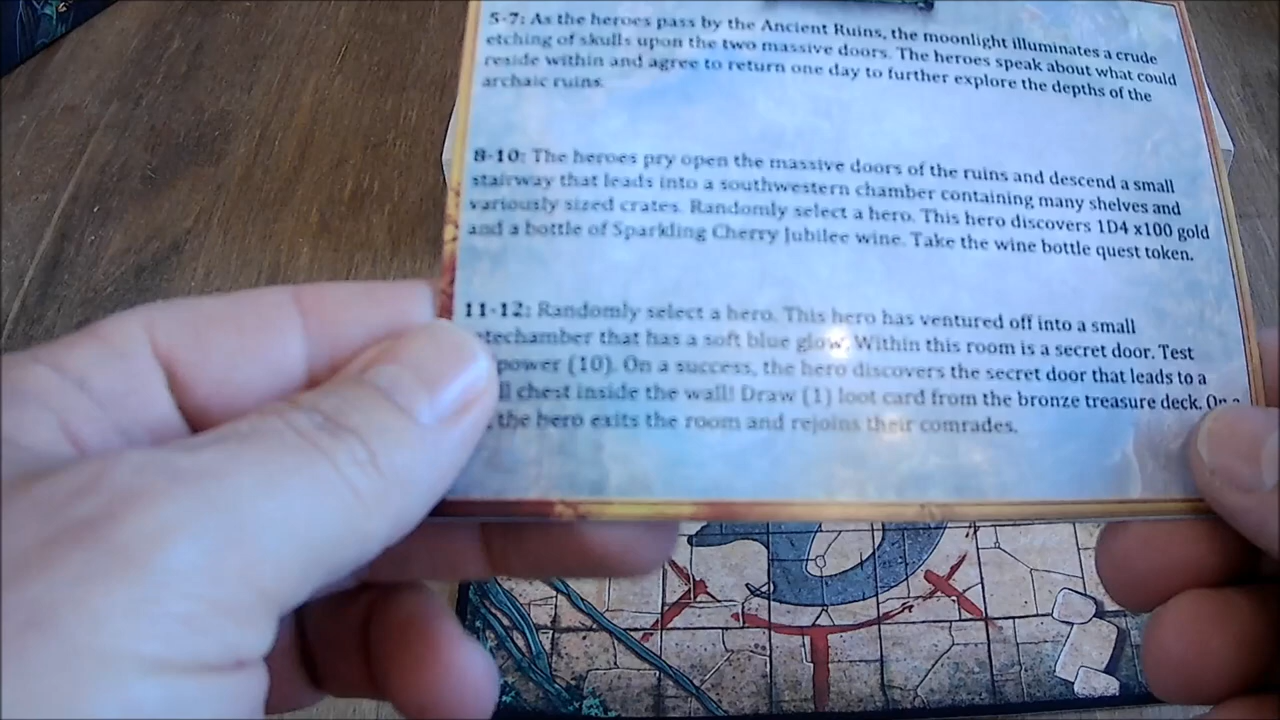 5-7: As the heroes pass by the Ancient Ruins, the moonlight illuminates a crude
etching of skulls upon the two massive doors. The heroes speak about what could
reside within and agree to return one day to further explore the depths of the
archaic ruins.
8-10: The heroes pry open the massive doors of the ruins and descend a small
stairway that leads into a southwestern chamber containing many shelves and
variously sized crates. Randomly select a hero. This hero discovers 1D4 x100 gold
and a bottle of Sparkling Cherry Jubilee wine. Take the wine bottle quest token.
11-12: Randomly select a hero. This hero has ventured off into a small
techamber that has a soft blue glow. Within this room is a secret door. Test
power (10). On a success, the hero discovers the secret door that leads to a
ll chest inside the wall! Draw (1) loot card from the bronze treasure deck. On a
, the hero exits the room and rejoins their comrades.